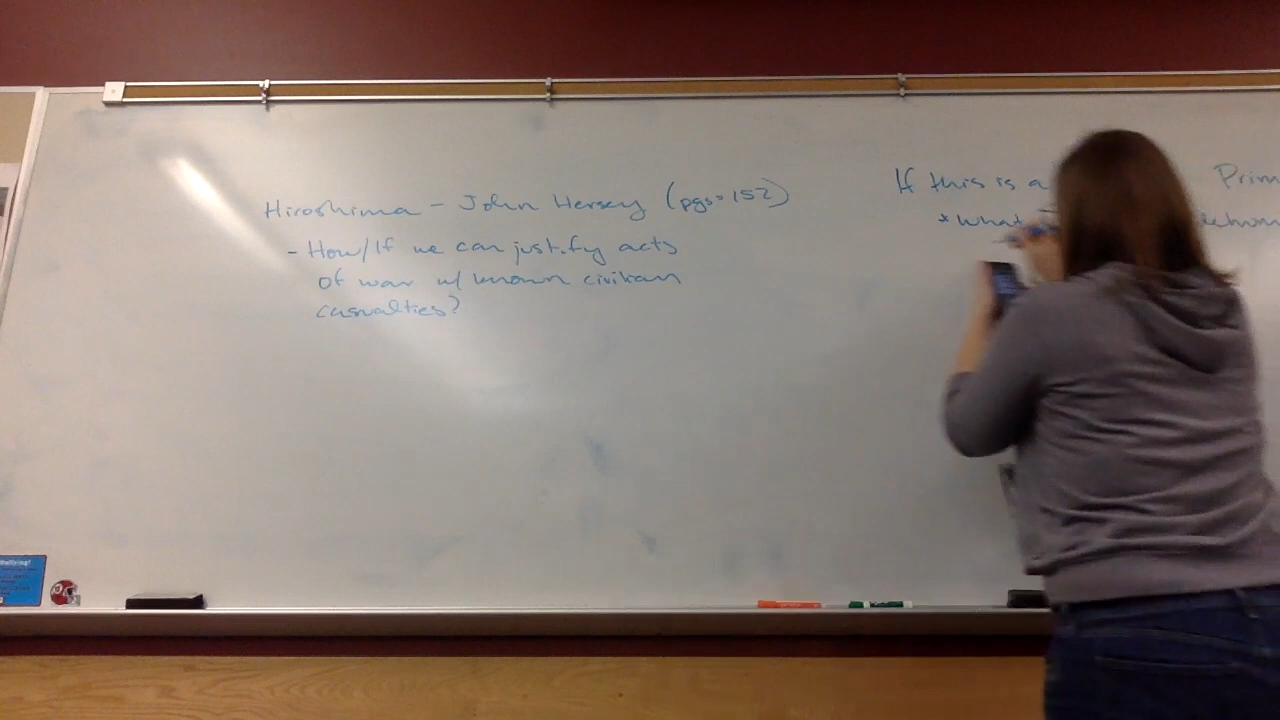 Hiroshima - John Hersey (pgs=152)
- How/If we can justify acts
of war w/ known civilian
casualties?
If this is a Prim
* what